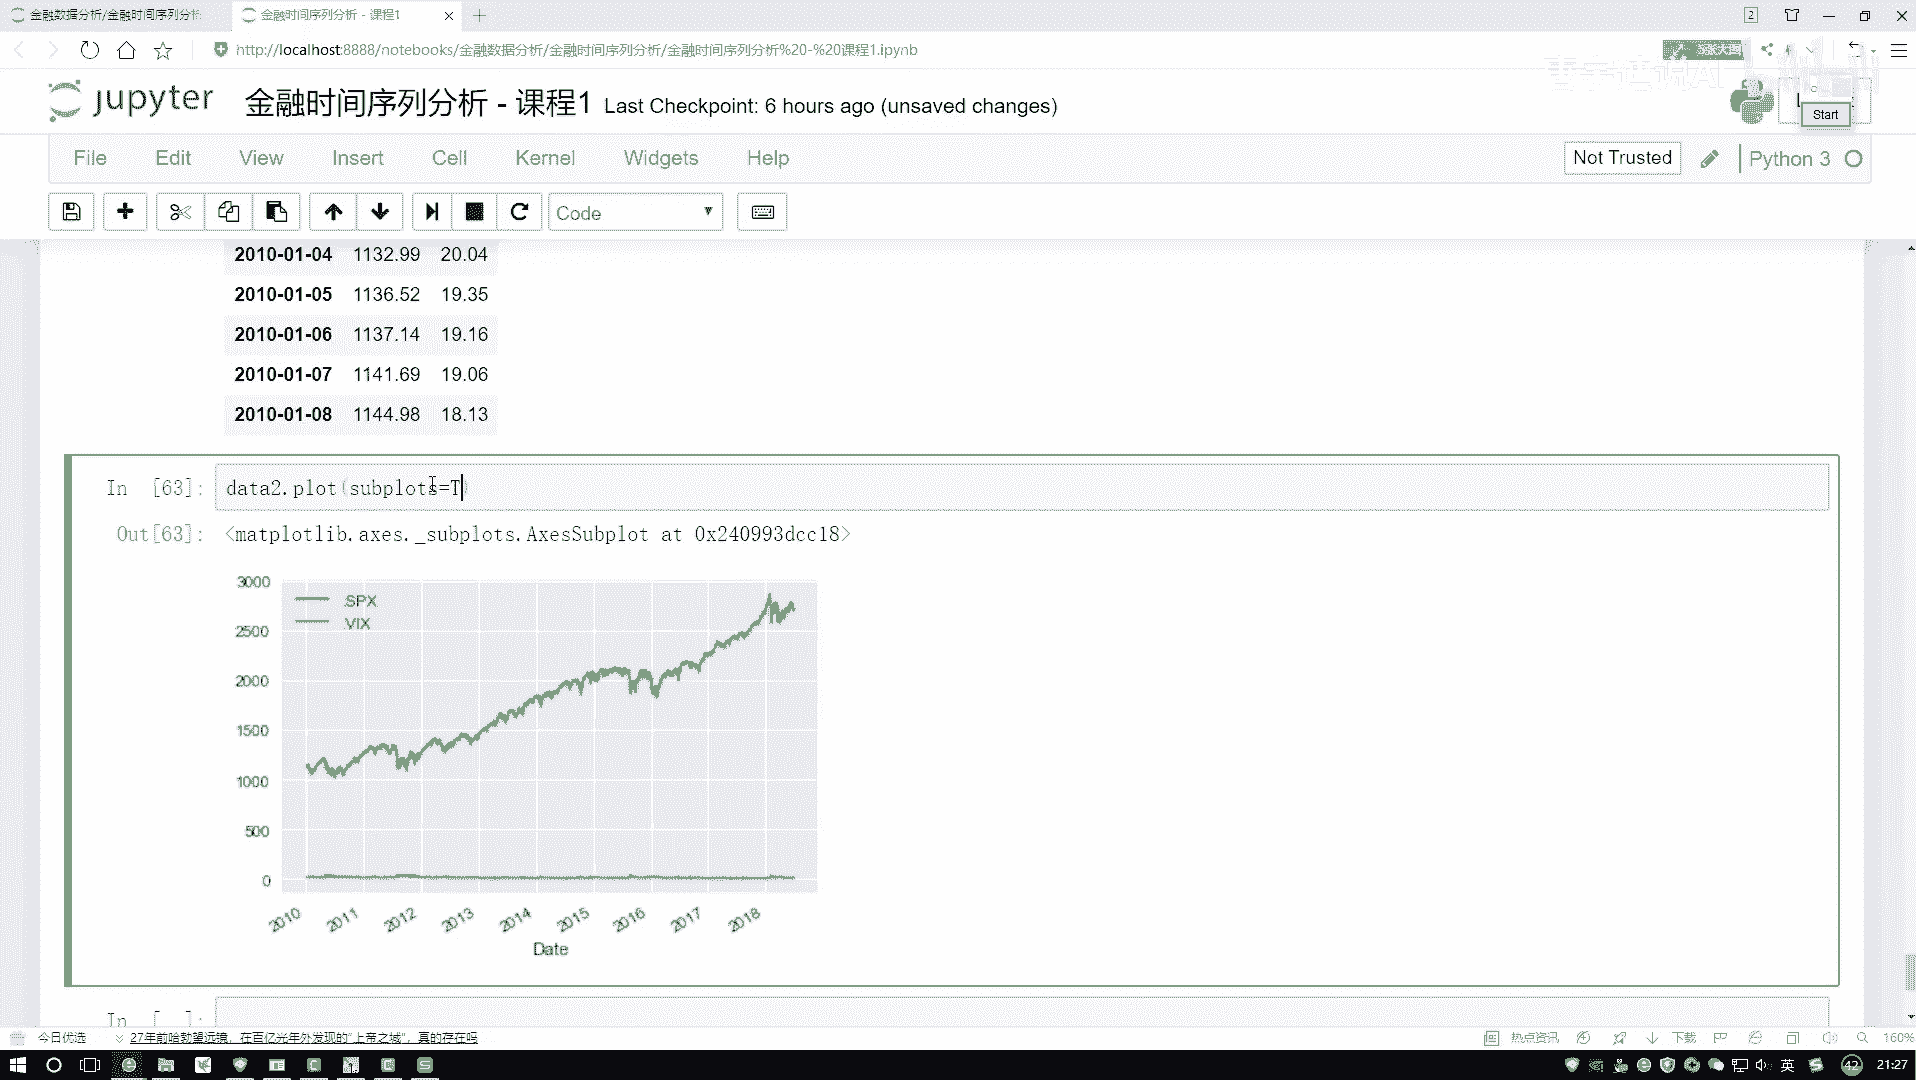 金融数据分析/金融时间序列分析
金融时间序列分析 - 课程1
2
http://localhost:8888/notebooks/金融数据分析/金融时间序列分析/金融时间序列分析%20-%20课程1.ipynb
jupyter 金融时间序列分析 - 课程1 Last Checkpoint: 6 hours ago (unsaved changes)
Start
File Edit View Insert Cell Kernel Widgets Help
Not Trusted
Python 3
Code
2010-01-04 1132.99 20.04
2010-01-05 1136.52 19.35
2010-01-06 1137.14 19.16
2010-01-07 1141.69 19.06
2010-01-08 1144.98 18.13
In [63]: data2.plot(subplots=T)
Out[63]: <matplotlib.axes._subplots.AxesSubplot at 0x240993dcc18>
3000
SPX
VIX
2500
2000
1500
1000
500
0
2010 2011 2012 2013 2014 2015 2016 2017 2018
Date
In [ ]:
今日优选
27年前哈勃望远镜，在百亿光年外发现的"上帝之城"，真的存在吗
热点资讯
下载
160%
英
42
21:27